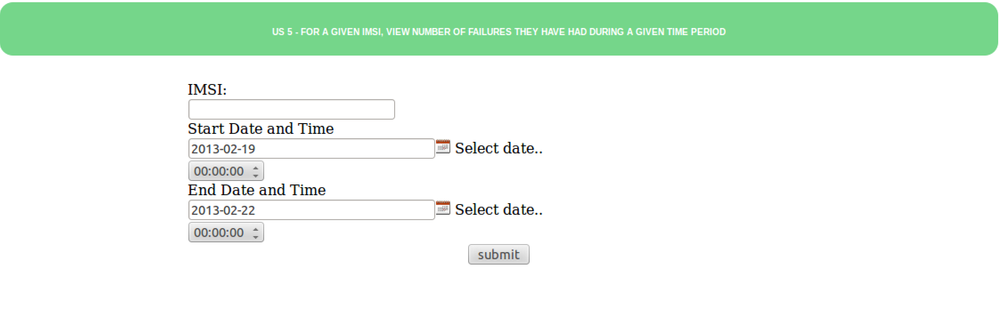 US 5 - FOR A GIVEN IMSI, VIEW NUMBER OF FAILURES THEY HAVE HAD DURING A GIVEN TIME PERIOD
IMSI:
Start Date and Time
2013-02-19 Select date..
00:00:00
End Date and Time
2013-02-22 Select date..
00:00:00
submit